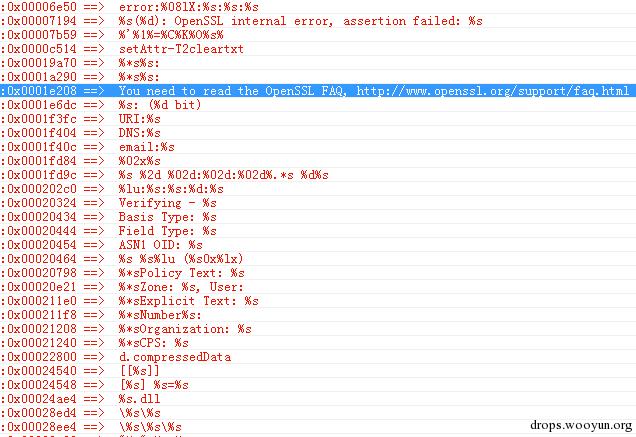 :0x00006e50 ==>  error:%08lX:%s:%s:%s
:0x00007194 ==>  %s(%d): OpenSSL internal error, assertion failed: %s
:0x00007b59 ==>  %'%1%=%C%K%O%s%
:0x0000c514 ==>  setAttr-T2cleartxt
:0x00019a70 ==>  %*s%s:
:0x0001a290 ==>  %*s%s:
:0x0001e208 ==>  You need to read the OpenSSL FAQ, http://www.openssl.org/support/faq.html
:0x0001e6dc ==>  %s: (%d bit)
:0x0001f3fc ==>  URI:%s
:0x0001f404 ==>  DNS:%s
:0x0001f40c ==>  email:%s
:0x0001fd84 ==>  %02x%s
:0x0001fd9c ==>  %s %2d %02d:%02d:%02d%.*s %d%s
:0x000202c0 ==>  %lu:%s:%s:%d:%s
:0x00020324 ==>  Verifying - %s
:0x00020434 ==>  Basis Type: %s
:0x00020444 ==>  Field Type: %s
:0x00020454 ==>  ASN1 OID: %s
:0x00020464 ==>  %s %s%lu (%s0x%lx)
:0x00020798 ==>  %*sPolicy Text: %s
:0x00020e21 ==>  %*sZone: %s, User:
:0x000211e0 ==>  %*sExplicit Text: %s
:0x000211f8 ==>  %*sNumber%s:
:0x00021208 ==>  %*sOrganization: %s
:0x00021240 ==>  %*sCPS: %s
:0x00022800 ==>  d.compressedData
:0x00024540 ==>  [[%s]]
:0x00024548 ==>  [%s] %s=%s
:0x00024ae4 ==>  %s.dll
:0x00028ed4 ==>  \%s\%s
:0x00028ee4 ==>  \%s\%s\%s
drops.wooyun.org